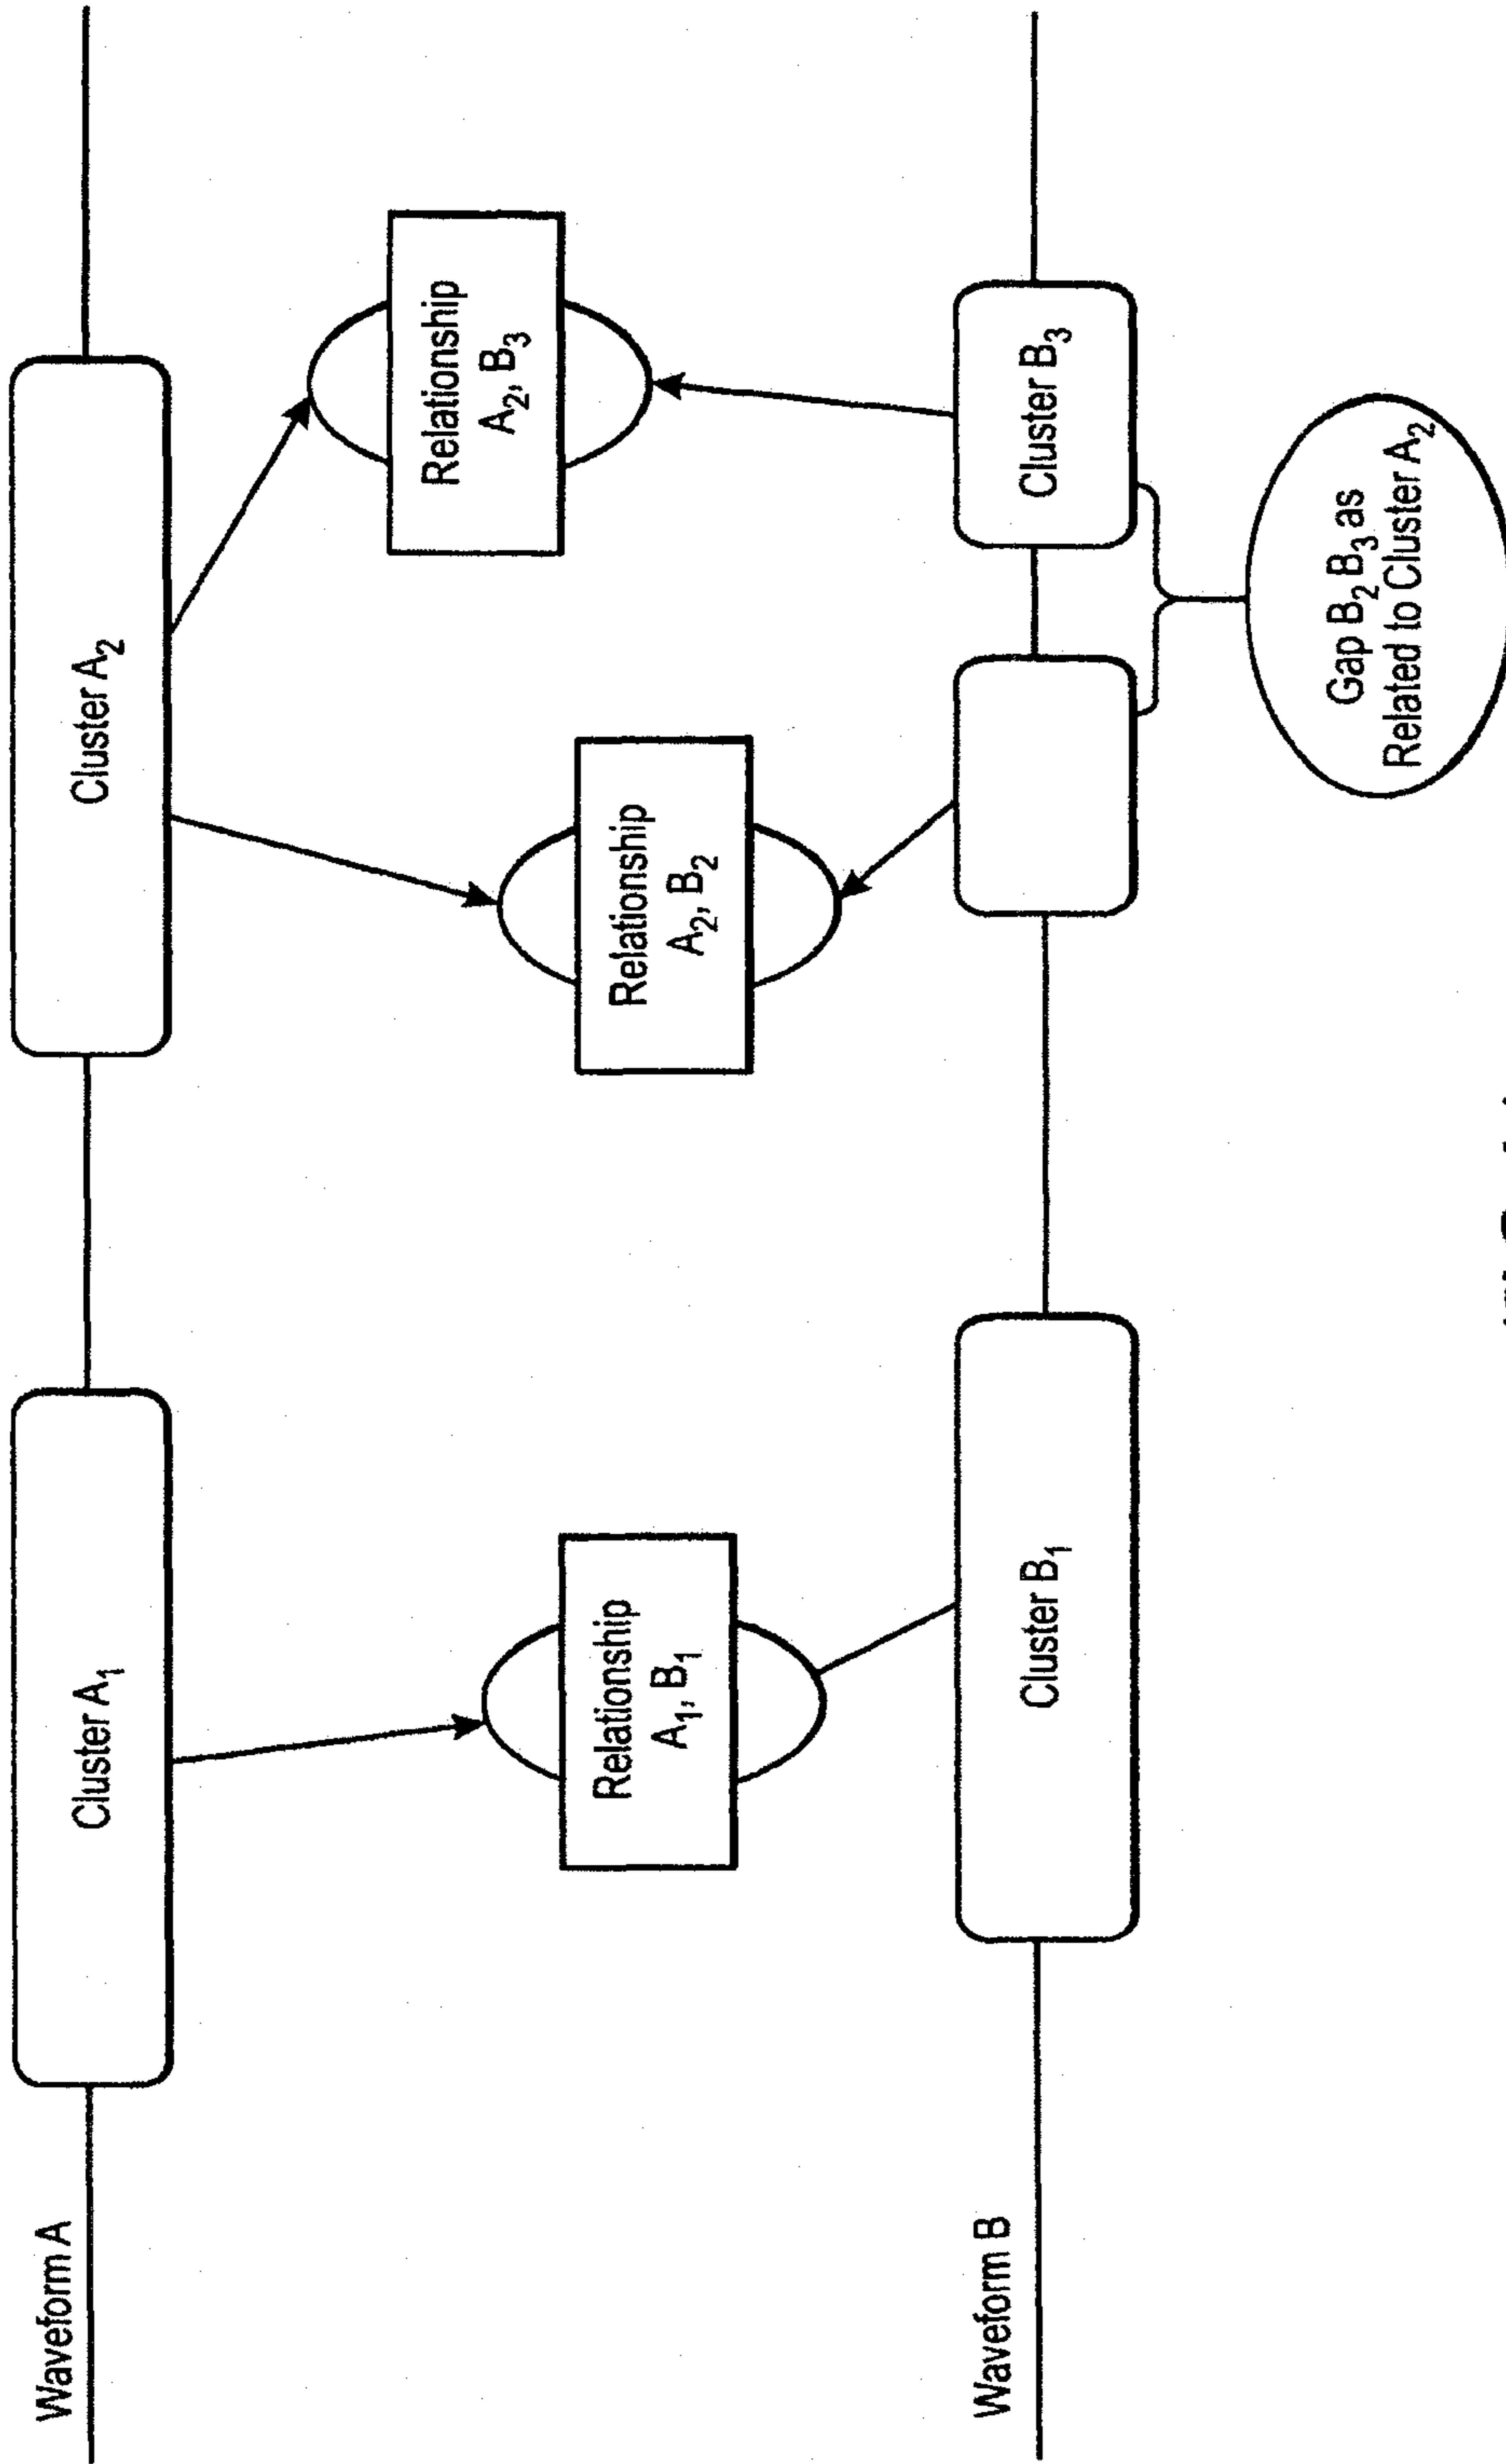 Waveform A
Cluster A₁
Cluster A₂
Relationship
A₁, B₁
Relationship
A₂, B₂
Relationship
A₂, B₃
Waveform B
Cluster B₁
Cluster B₃
Gap B₂ B₃ as
Related to Cluster A₂